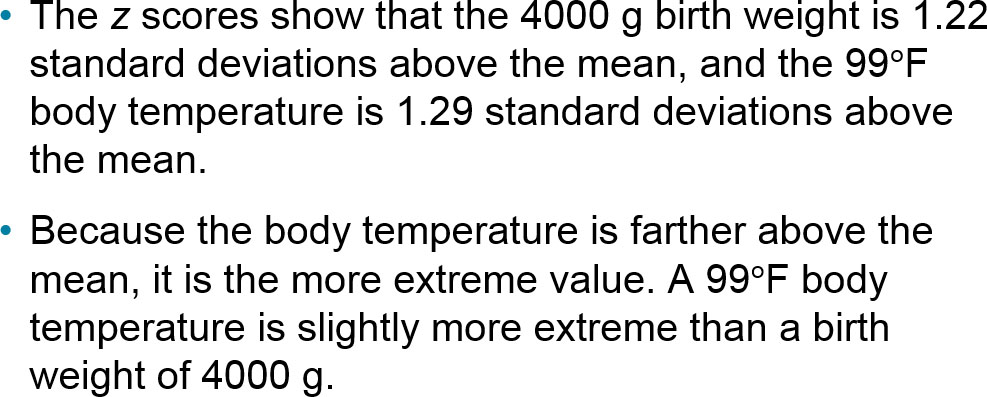 • The z scores show that the 4000 g birth weight is 1.22
standard deviations above the mean, and the 99°F
body temperature is 1.29 standard deviations above
the mean.
• Because the body temperature is farther above the
mean, it is the more extreme value. A 99°F body
temperature is slightly more extreme than a birth
weight of 4000 g.